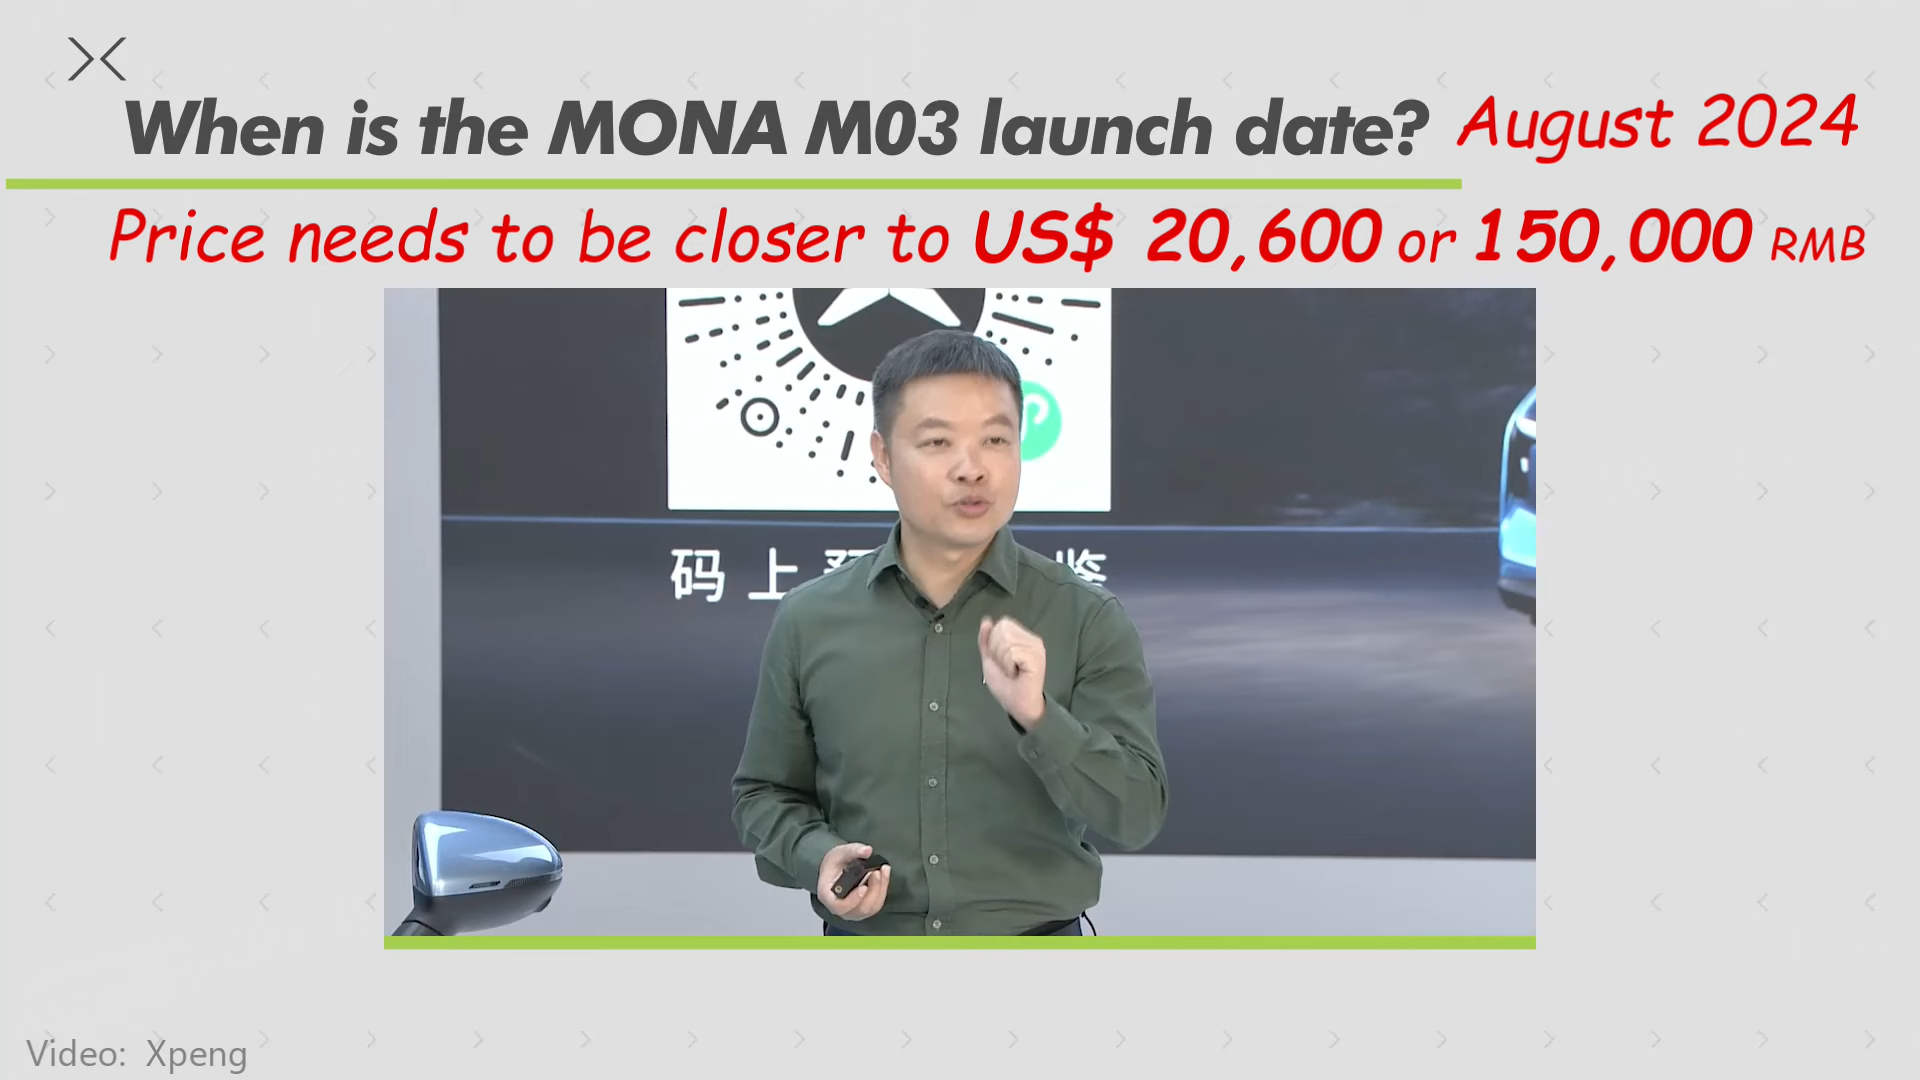 When is the MONA M03 launch date? August 2024
Price needs to be closer to US$ 20,600 or 150,000 RMB
码上
鉴
Video: Xpeng